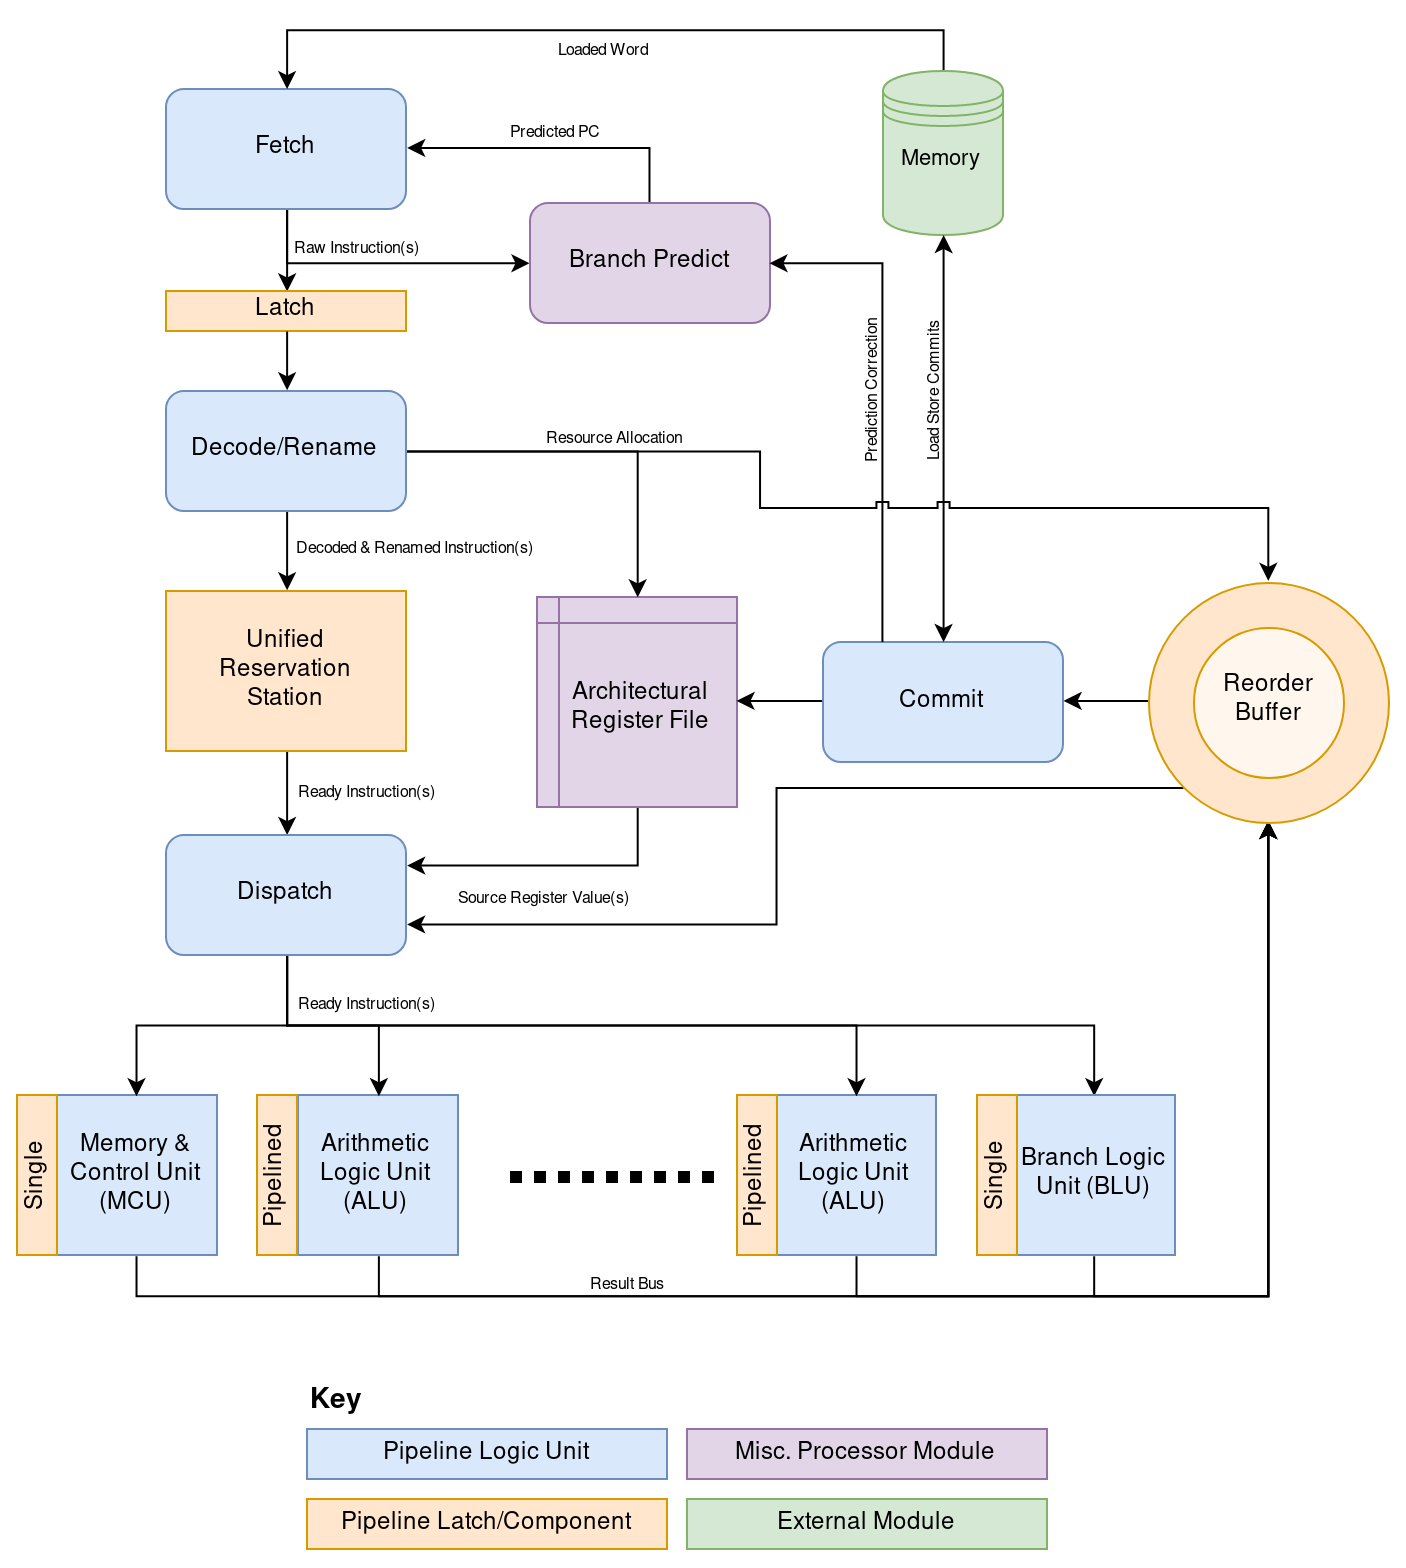 Loaded Word
Fetch
Predicted PC
Memory
Raw Instruction(s)
Branch Predict
Latch
Prediction Correction
Load Store Commits
Decode/Rename
Resource Allocation
Decoded & Renamed Instruction(s)
Unified
Reservation
Station
Architectural
Register File
Commit
Reorder
Buffer
Ready Instruction(s)
Dispatch
Source Register Value(s)
Ready Instruction(s)
Single
Memory &
Control Unit
(MCU)
Pipelined
Arithmetic
Logic Unit
(ALU)
Pipelined
Arithmetic
Logic Unit
(ALU)
Single
Branch Logic
Unit (BLU)
Result Bus
Key
Pipeline Logic Unit
Misc. Processor Module
Pipeline Latch/Component
External Module